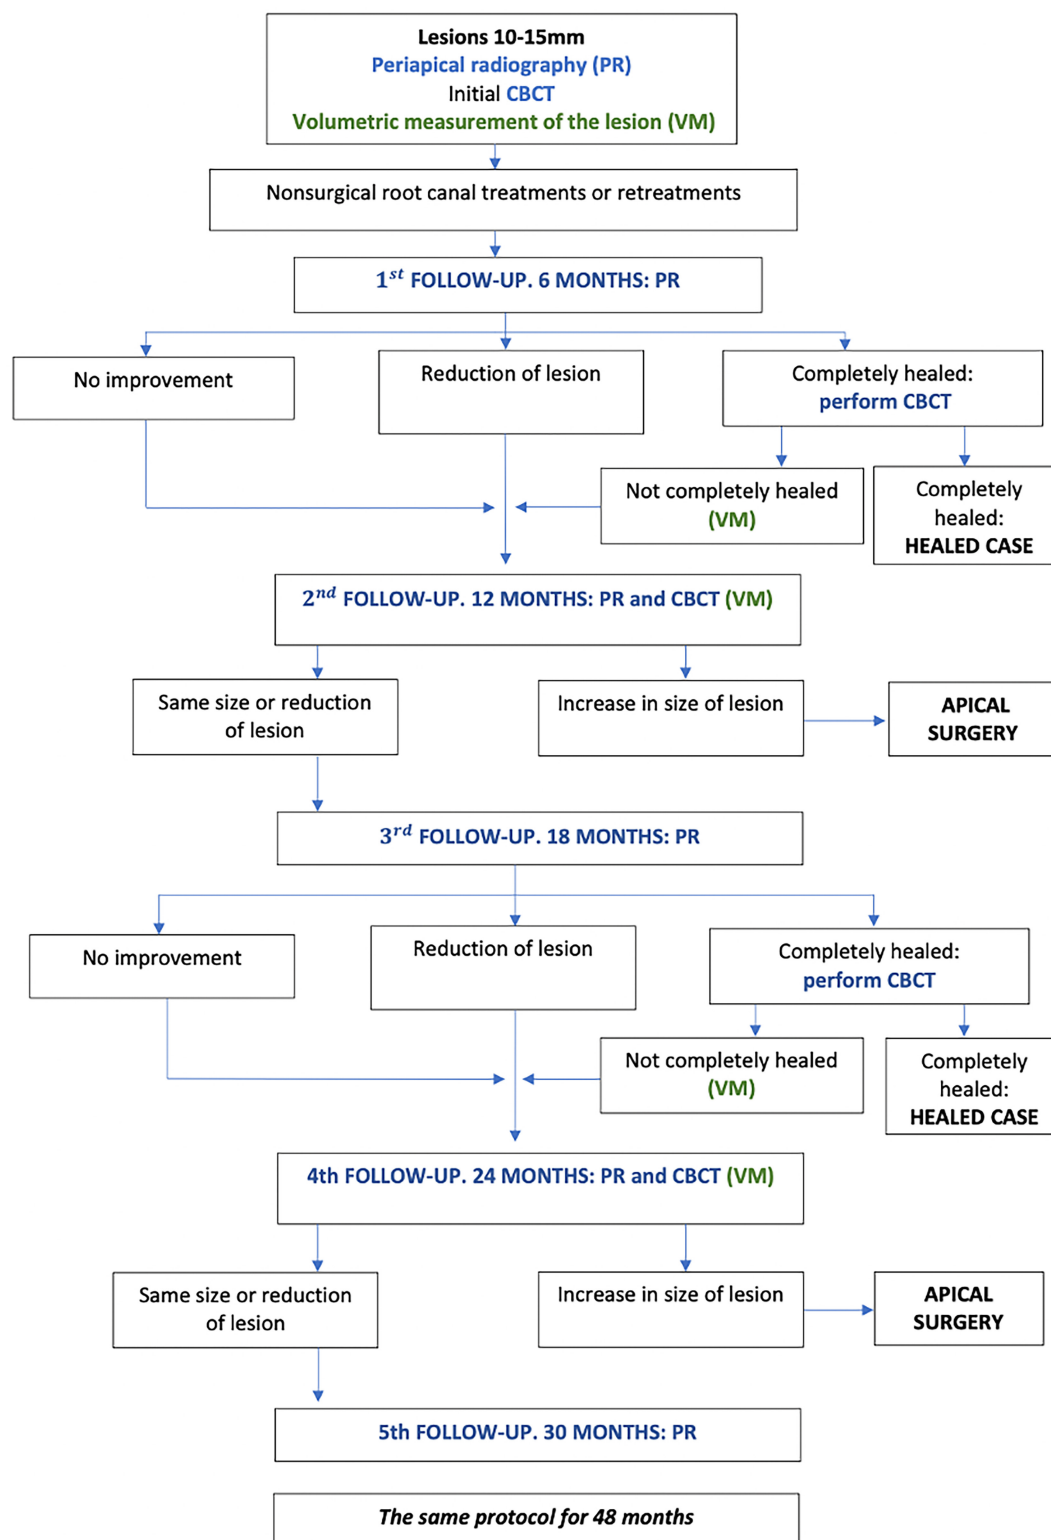 Lesions 10-15mm
Periapical radiography (PR)
Initial CBCT
Volumetric measurement of the lesion (VM)
Nonsurgical root canal treatments or retreatments
1st FOLLOW-UP. 6 MONTHS: PR
No improvement
Reduction of lesion
Completely healed:
perform CBCT
Not completely healed
(VM)
Completely
healed:
HEALED CASE
2nd FOLLOW-UP. 12 MONTHS: PR and CBCT (VM)
Same size or reduction
of lesion
Increase in size of lesion
APICAL
SURGERY
3rd FOLLOW-UP. 18 MONTHS: PR
No improvement
Reduction of lesion
Completely healed:
perform CBCT
Not completely healed
(VM)
Completely
healed:
HEALED CASE
4th FOLLOW-UP. 24 MONTHS: PR and CBCT (VM)
Same size or reduction
of lesion
Increase in size of lesion
APICAL
SURGERY
5th FOLLOW-UP. 30 MONTHS: PR
The same protocol for 48 months